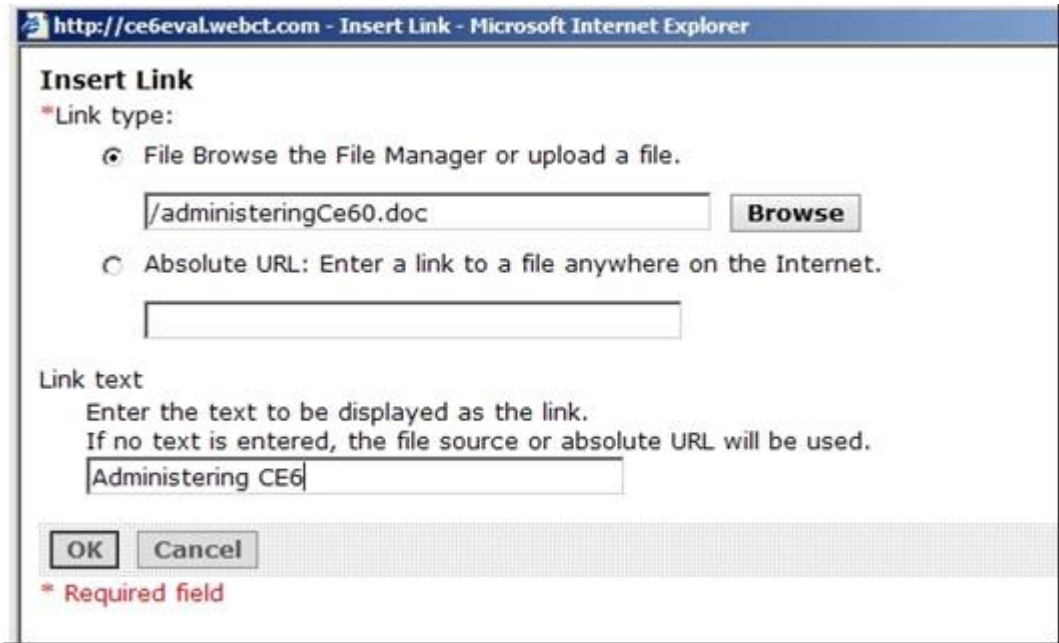 http://ce6eval.webct.com - Insert Link - Microsoft Internet Explorer
Insert Link
*Link type:
File Browse the File Manager or upload a file.
/administeringCe60.doc Browse
Absolute URL: Enter a link to a file anywhere on the Internet.
Link text
Enter the text to be displayed as the link.
If no text is entered, the file source or absolute URL will be used.
Administering CE6
OK Cancel
* Required field